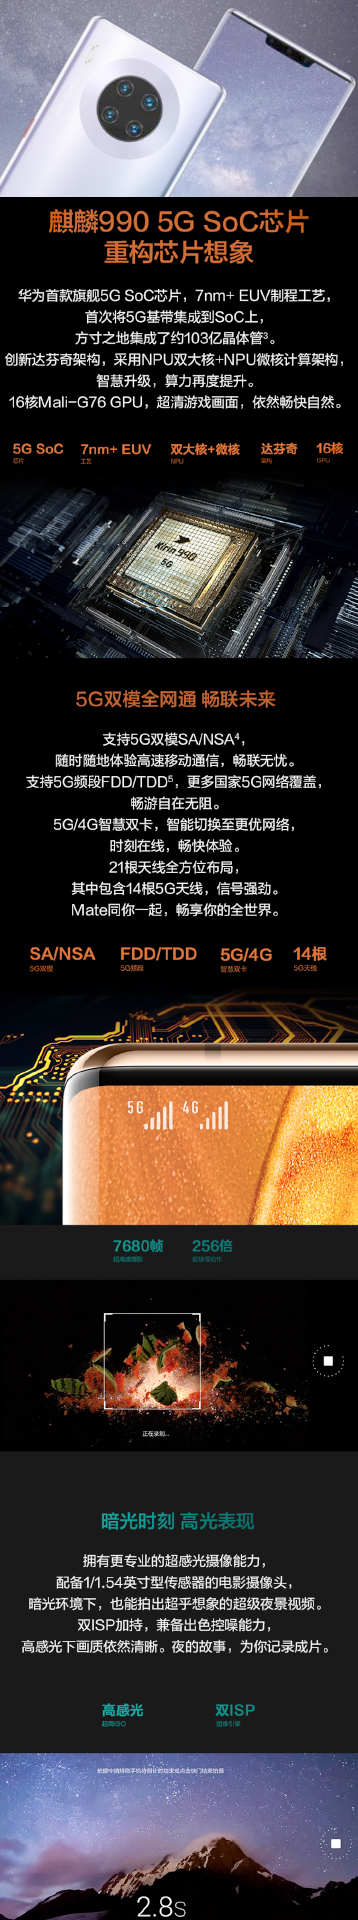 麒麟990 5G SoC芯片
重构芯片想象
华为首款旗舰5G SoC芯片，7nm+ EUV制程工艺，
首次将5G基带集成到SoC上，
方寸之地集成了约103亿晶体管³。
创新达芬奇架构，采用NPU双大核+NPU微核计算架构，
智慧升级，算力再度提升。
16核Mali-G76 GPU，超清游戏画面，依然畅快自然。
5G SoC 7nm+ EUV 双大核+微核 达芬奇 16核
芯片 工艺 NPU 架构 GPU
Kirin 990
5G
5G双模全网通 畅联未来
支持5G双模SA/NSA⁴，
随时随地体验高速移动通信，畅联无忧。
支持5G频段FDD/TDD⁵，更多国家5G网络覆盖，
畅游自在无阻。
5G/4G智慧双卡，智能切换至更优网络，
时刻在线，畅快体验。
21根天线全方位布局，
其中包含14根5G天线，信号强劲。
Mate同你一起，畅享你的全世界。
SA/NSA FDD/TDD 5G/4G 14根
5G双模 5G频段 智慧双卡 5G天线
5G 4G
7680帧 256倍
超高速摄影 超级慢动作
正在录制...
暗光时刻 高光表现
拥有更专业的超感光摄像能力，
配备1/1.54英寸型传感器的电影摄像头，
暗光环境下，也能拍出超乎想象的超级夜景视频。
双ISP加持，兼备出色控噪能力，
高感光下画质依然清晰。夜的故事，为你记录成片。
高感光 双ISP
超高ISO 图像引擎
2.8s